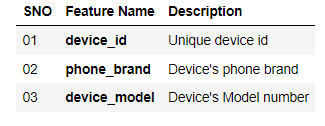 SNO Feature Name Description
01 device_id Unique device id
02 phone_brand Device's phone brand
03 device_model Device's Model number